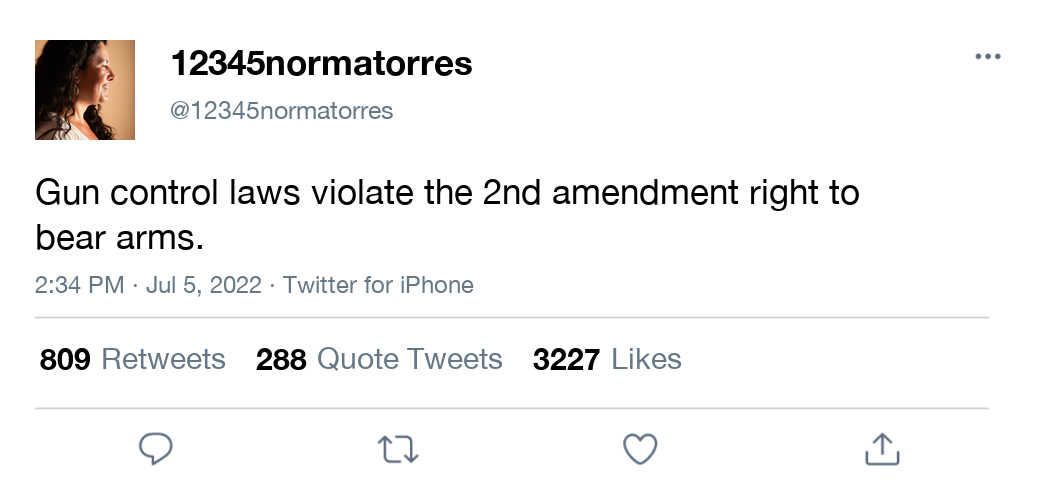 12345normatorres
@12345normatorres
Gun control laws violate the 2nd amendment right to
bear arms.
2:34 PM · Jul 5, 2022 · Twitter for iPhone
809 Retweets 288 Quote Tweets 3227 Likes